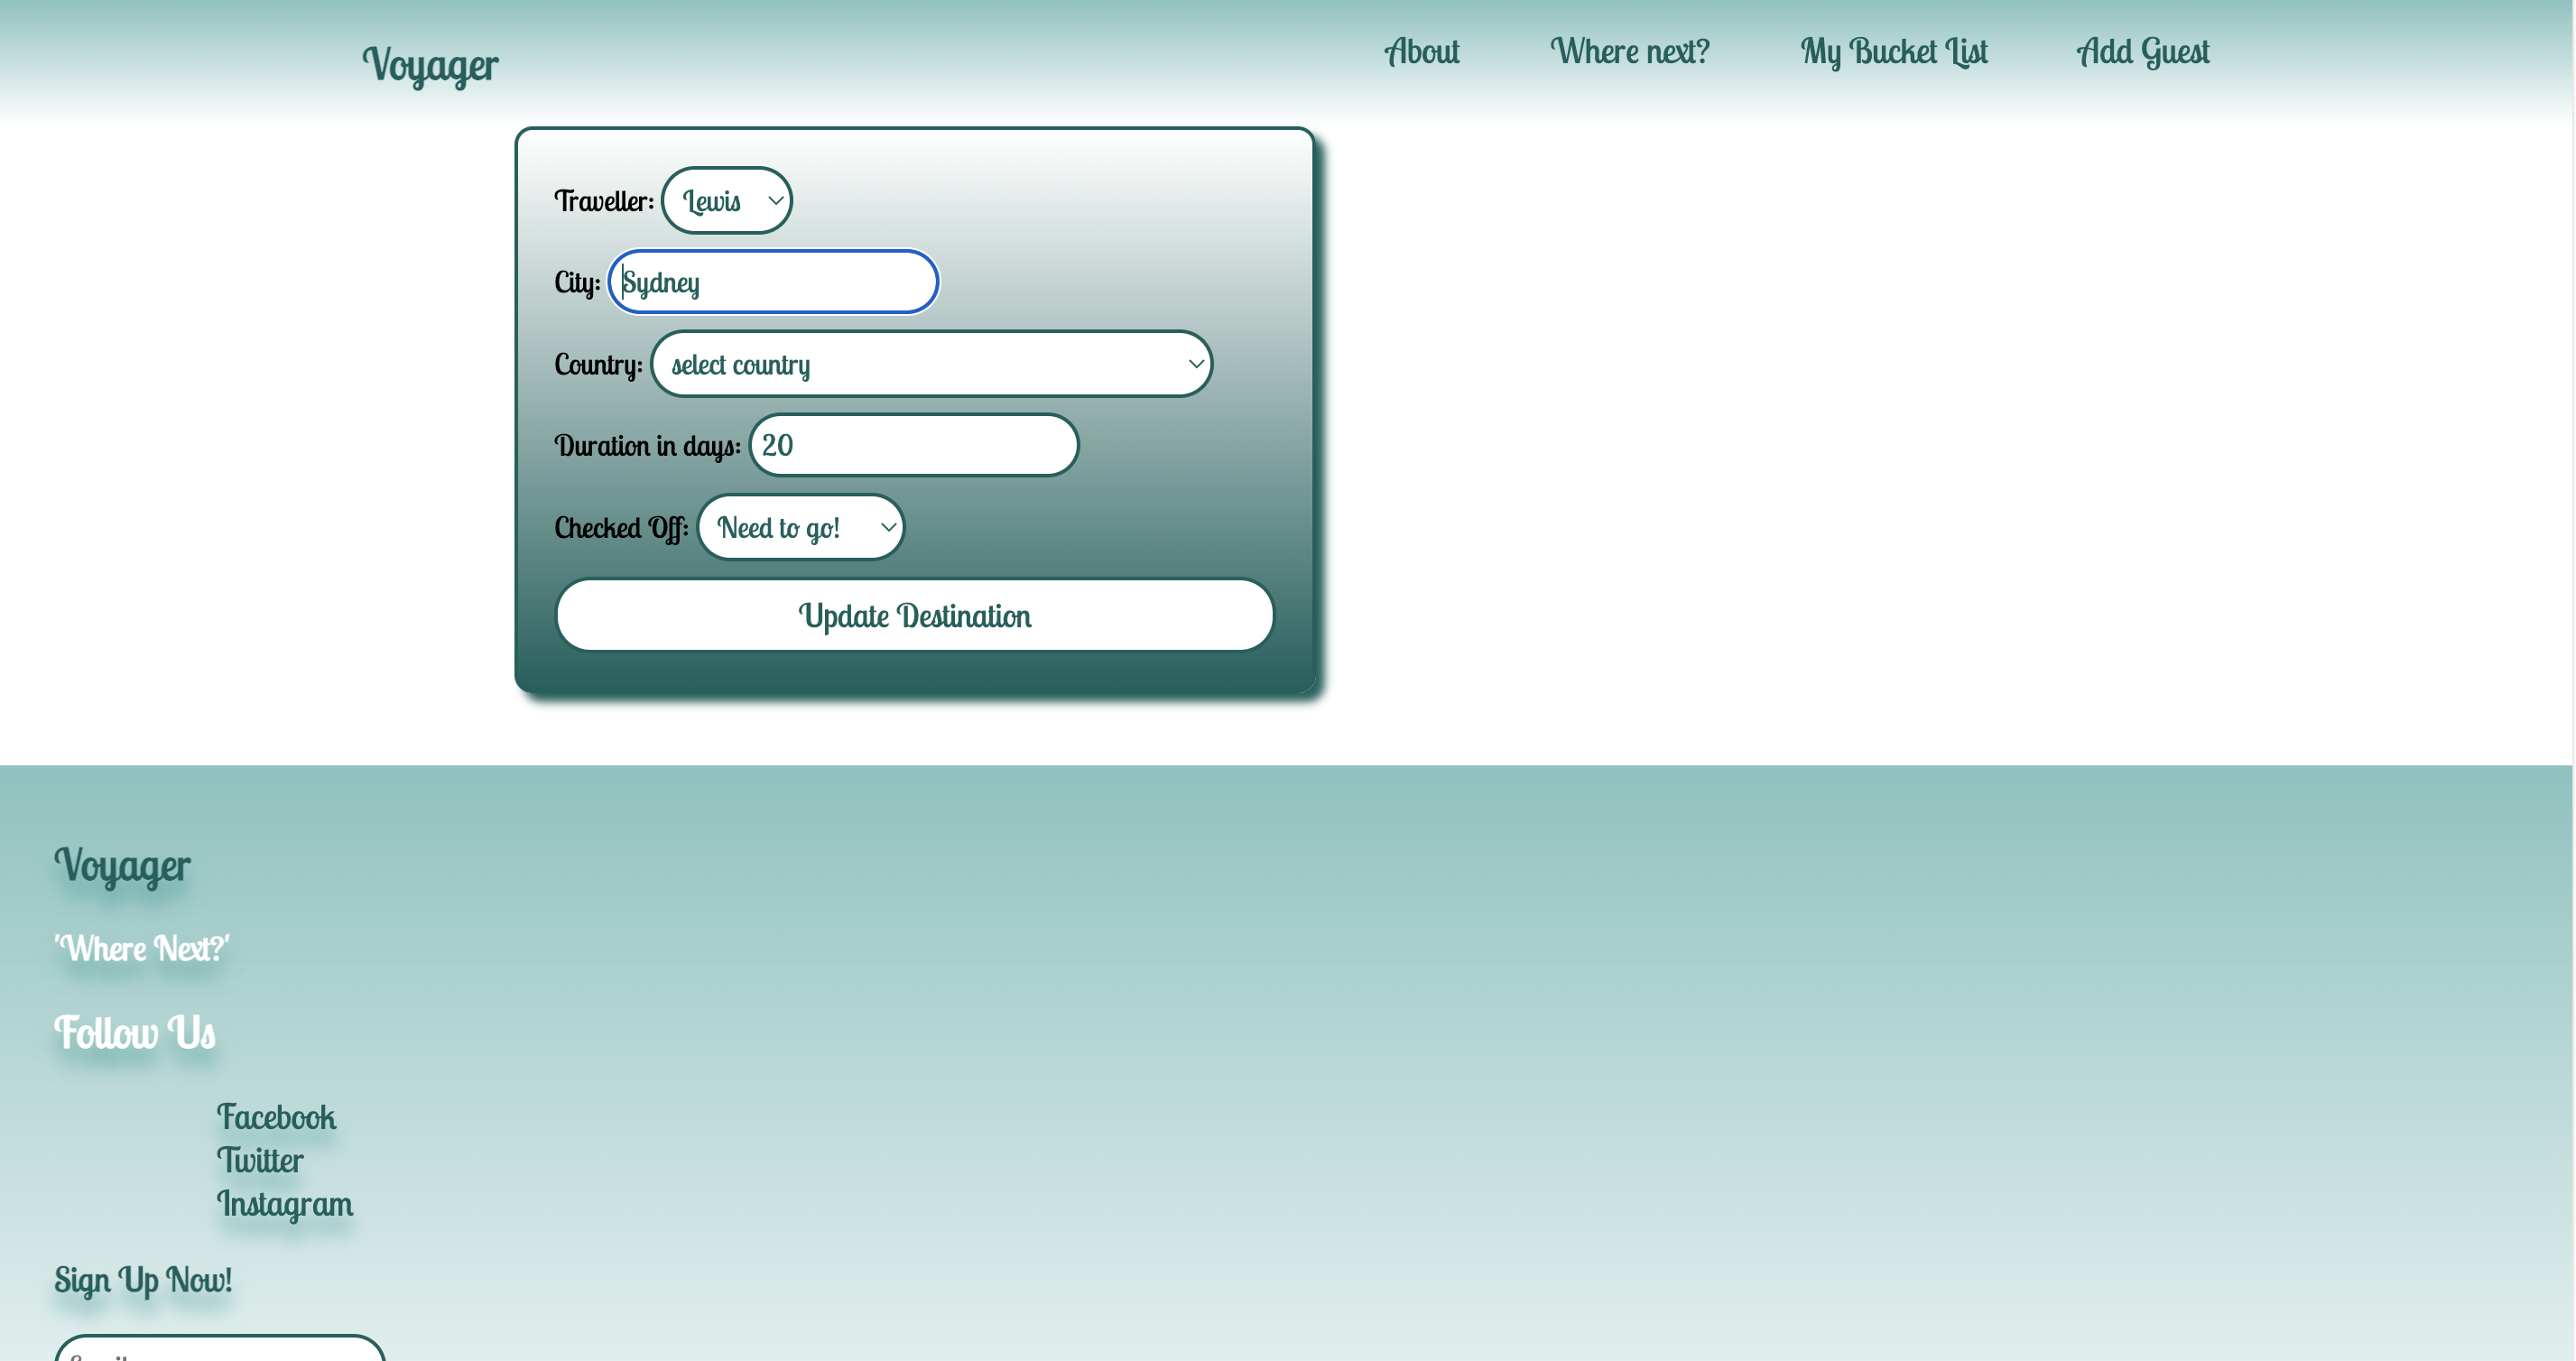 Voyager
About Where next? My Bucket List Add Guest
Traveller: Lewis
City: Sydney
Country: select country
Duration in days: 20
Checked Off: Need to go!
Update Destination
Voyager
'Where Next?'
Follow Us
Facebook
Twitter
Instagram
Sign Up Now!